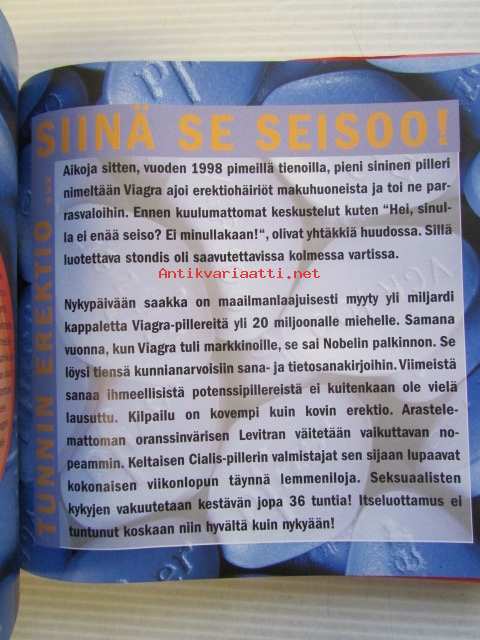 SIINÄ SE SEISOO!
TUNNIN EREKTIO ...
Aikoja sitten, vuoden 1998 pimeillä tienoilla, pieni sininen pilleri
nimeltään Viagra ajoi erektiohäiriöt makuhuoneista ja toi ne par-
rasvaloihin. Ennen kuulumattomat keskustelut kuten "Hei, sinul-
la ei enää seiso? Ei minullakaan!", olivat yhtäkkiä huudossa. Sillä
luotettava stondis oli saavutettavissa kolmessa vartissa.
Antikvariaatti.net
Nykypäivään saakka on maailmanlaajuisesti myyty yli miljardi
kappaletta Viagra-pillereitä yli 20 miljoonalle miehelle. Samana
vuonna, kun Viagra tuli markkinoille, se sai Nobelin palkinnon. Se
löysi tiensä kunnianarvoisiin sana- ja tietosanakirjoihin. Viimeistä
sanaa ihmeellisistä potenssipillereistä ei kuitenkaan ole vielä
lausuttu. Kilpailu on kovempi kuin kovin erektio. Arastele-
mattoman oranssinvärisen Levitran väitetään vaikuttavan no-
peammin. Keltaisen Cialis-pillerin valmistajat sen sijaan lupaavat
kokonaisen viikonlopun täynnä lemmeniloja. Seksuaalisten
kykyjen vakuutetaan kestävän jopa 36 tuntia! Itseluottamus ei
tuntunut koskaan niin hyvältä kuin nykyään!